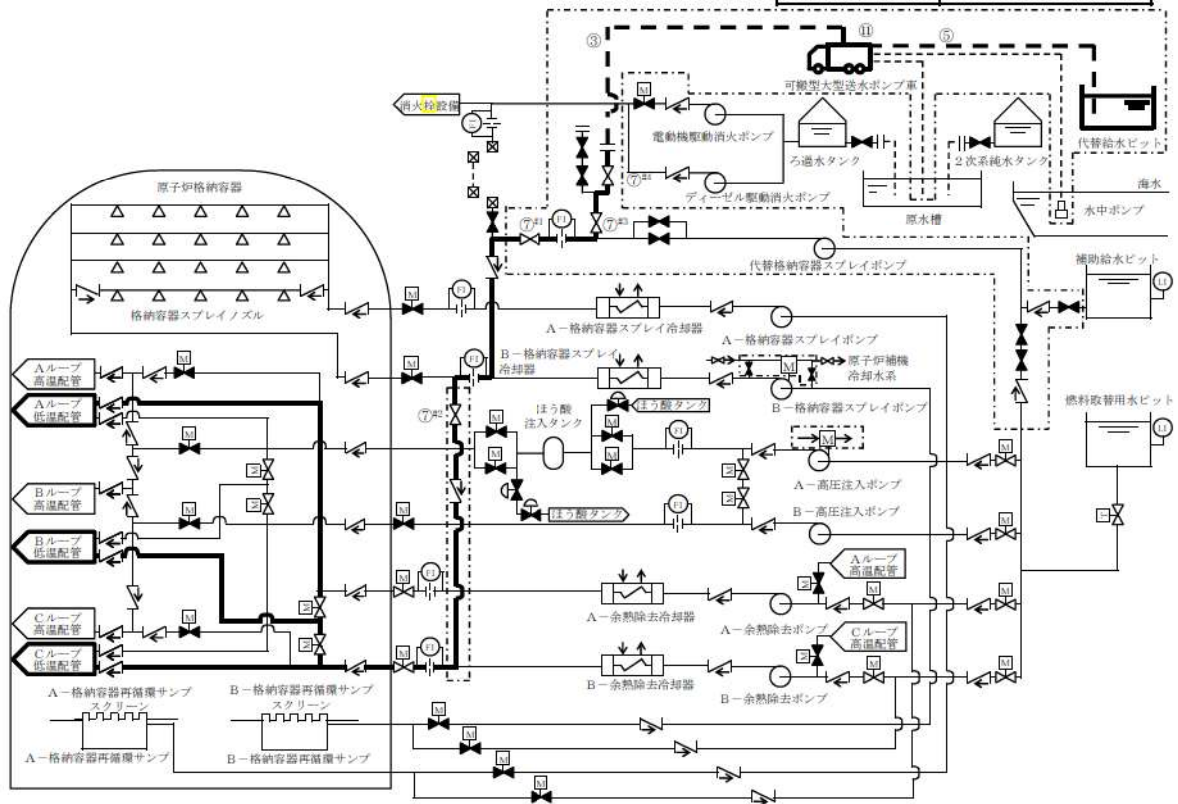 ③
⑪
⑤
可搬型大型送水ポンプ車
M
消火栓設備
FI
電動機駆動消火ポンプ
ろ過水タンク
2次系純水タンク
代替給水ピット
⑦#4
ディーゼル駆動消火ポンプ
原水槽
海水
水中ポンプ
原子炉格納容器
⑦#1
FI
⑦#3
代替格納容器スプレイポンプ
補助給水ピット
LI
格納容器スプレイノズル
M
FI
A-格納容器スプレイ冷却器
A-格納容器スプレイポンプ
B-格納容器スプレイ
冷却器
M
FI
M
原子炉補機
冷却水系
B-格納容器スプレイポンプ
Aループ
高温配管
M
Aループ
低温配管
⑦#2
ほう酸
注入タンク
ほう酸タンク
燃料取替用水ピット
LI
M
M
M
M
M
FI
M
M
A-高圧注入ポンプ
M
Bループ
高温配管
M
M
M
M
ほう酸タンク
FI
M
B-高圧注入ポンプ
M
Bループ
低温配管
Aループ
高温配管
M
FI
A-余熱除去冷却器
M
M
M
A-余熱除去ポンプ
Cループ
高温配管
M
M
Cループ
高温配管
Cループ
低温配管
M
M
FI
B-余熱除去冷却器
M
M
M
B-余熱除去ポンプ
A-格納容器再循環サンプ
スクリーン
B-格納容器再循環サンプ
スクリーン
A-格納容器再循環サンプ
B-格納容器再循環サンプ
M
M
M
M